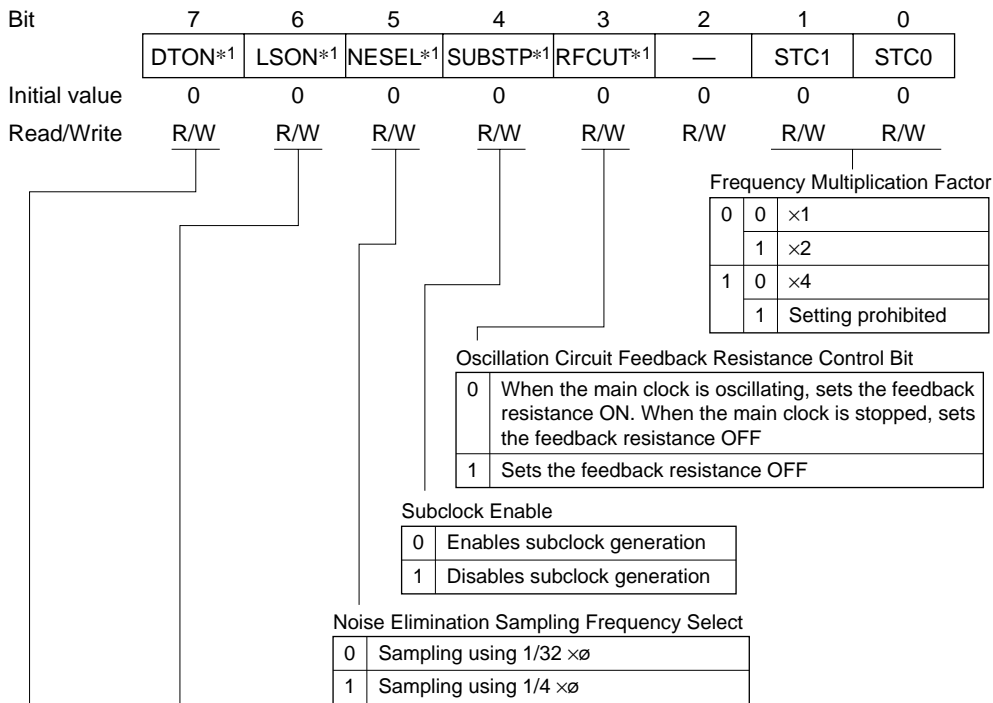 Bit 7 6 5 4 3 2 1 0
DTON*1 LSON*1 NESEL*1 SUBSTP*1 RFCUT*1 — STC1 STC0
Initial value 0 0 0 0 0 0 0 0
Read/Write R/W R/W R/W R/W R/W R/W R/W R/W
Frequency Multiplication Factor
0 0 ×1
1 ×2
1 0 ×4
1 Setting prohibited
Oscillation Circuit Feedback Resistance Control Bit
0 When the main clock is oscillating, sets the feedback
resistance ON. When the main clock is stopped, sets
the feedback resistance OFF
1 Sets the feedback resistance OFF
Subclock Enable
0 Enables subclock generation
1 Disables subclock generation
Noise Elimination Sampling Frequency Select
0 Sampling using 1/32 ×ø
1 Sampling using 1/4 ×ø